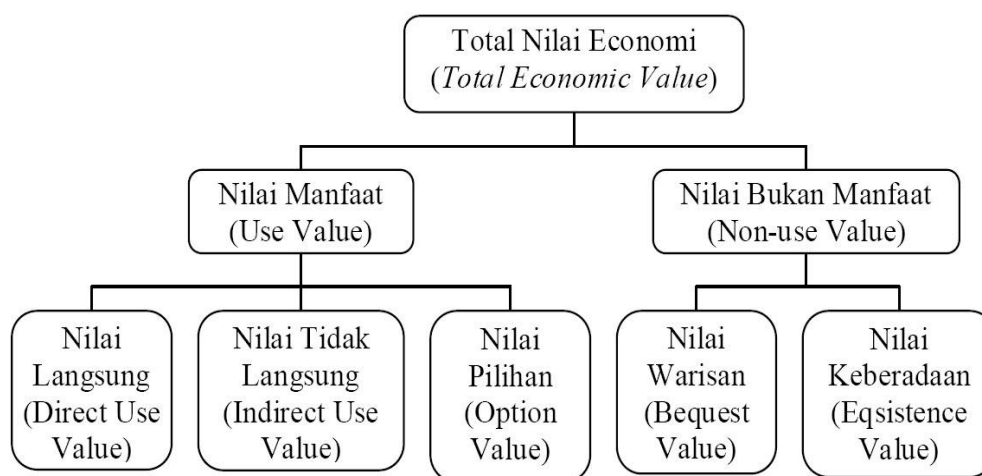 Total Nilai Economi
(Total Economic Value)
Nilai Manfaat
(Use Value)
Nilai Bukan Manfaat
(Non-use Value)
Nilai
Langsung
(Direct Use
Value)
Nilai Tidak
Langsung
(Indirect Use
Value)
Nilai
Pilihan
(Option
Value)
Nilai
Warisan
(Bequest
Value)
Nilai
Keberadaan
(Eqsistence
Value)